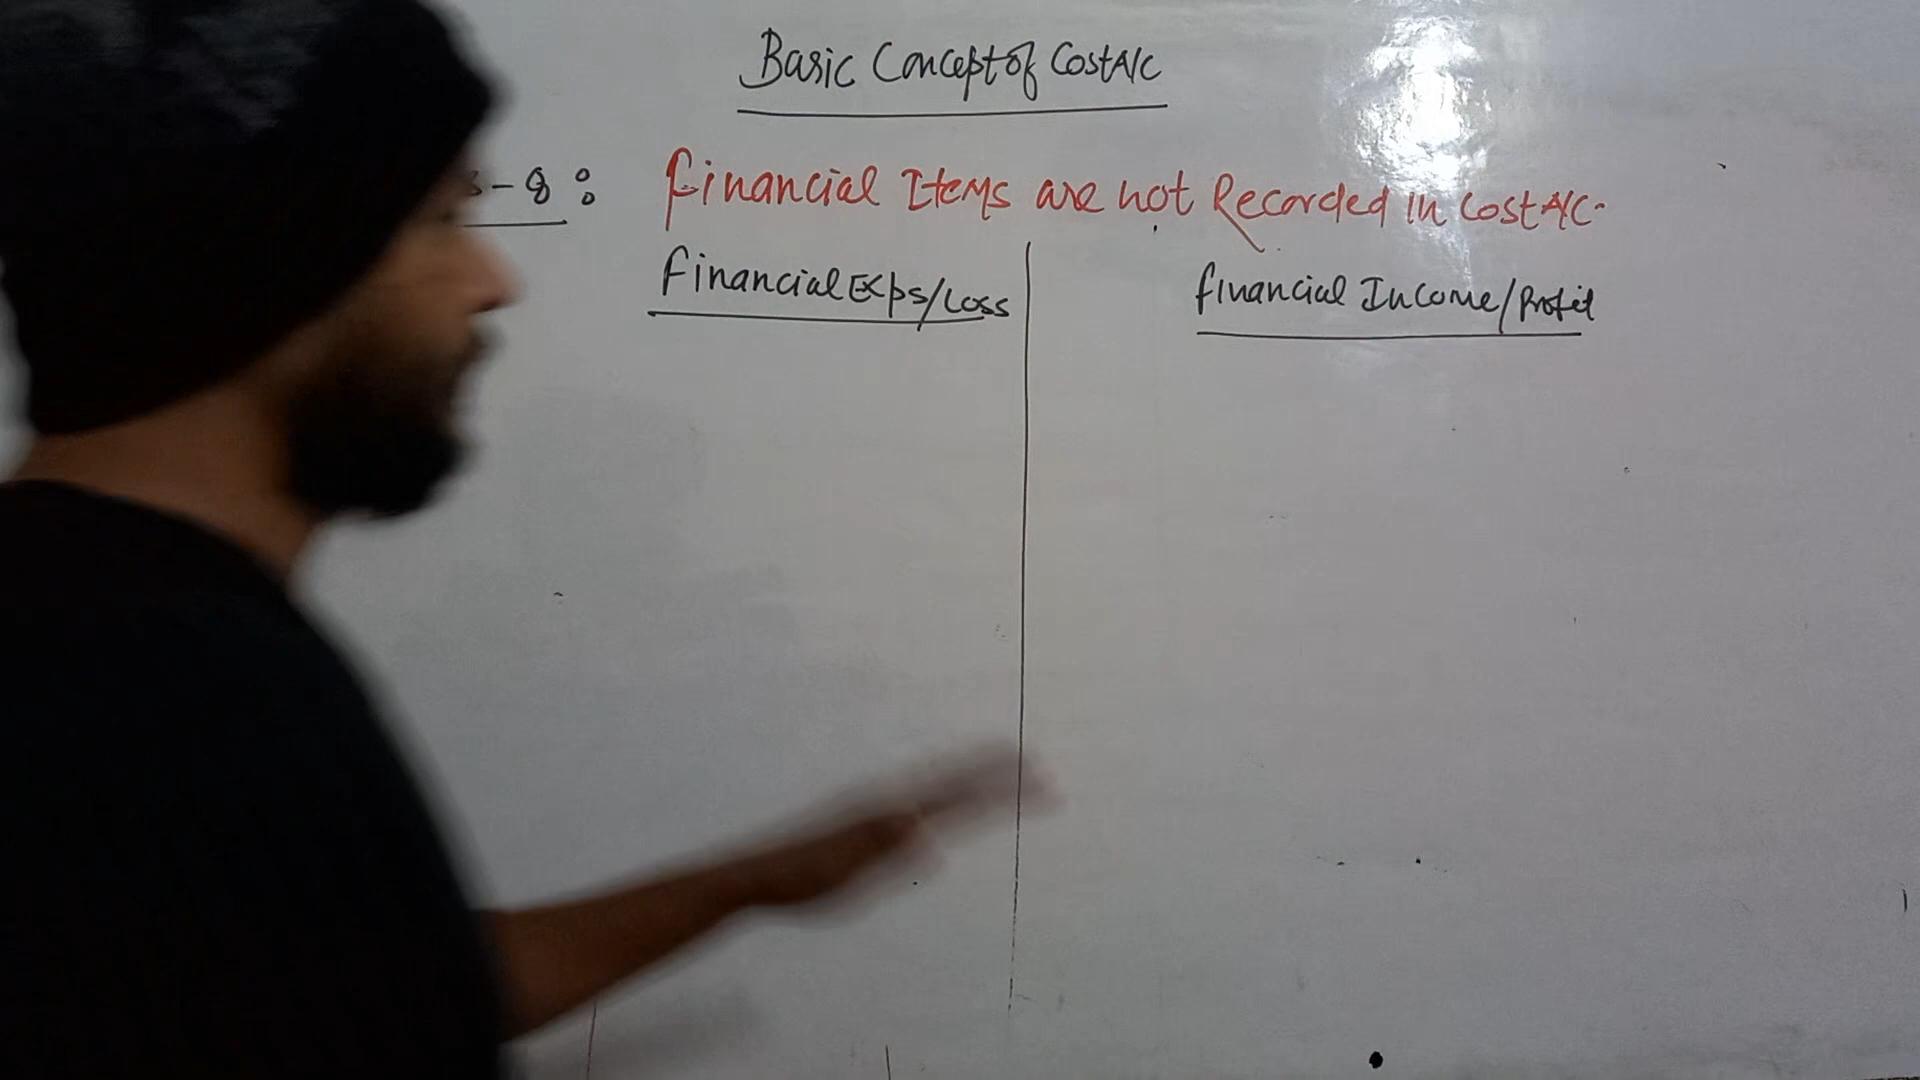 Basic Concept of Cost A/c
- 8 :
Financial Items are not Recorded in Cost A/c.
Financial Exps/Loss
Financial Income/Profit